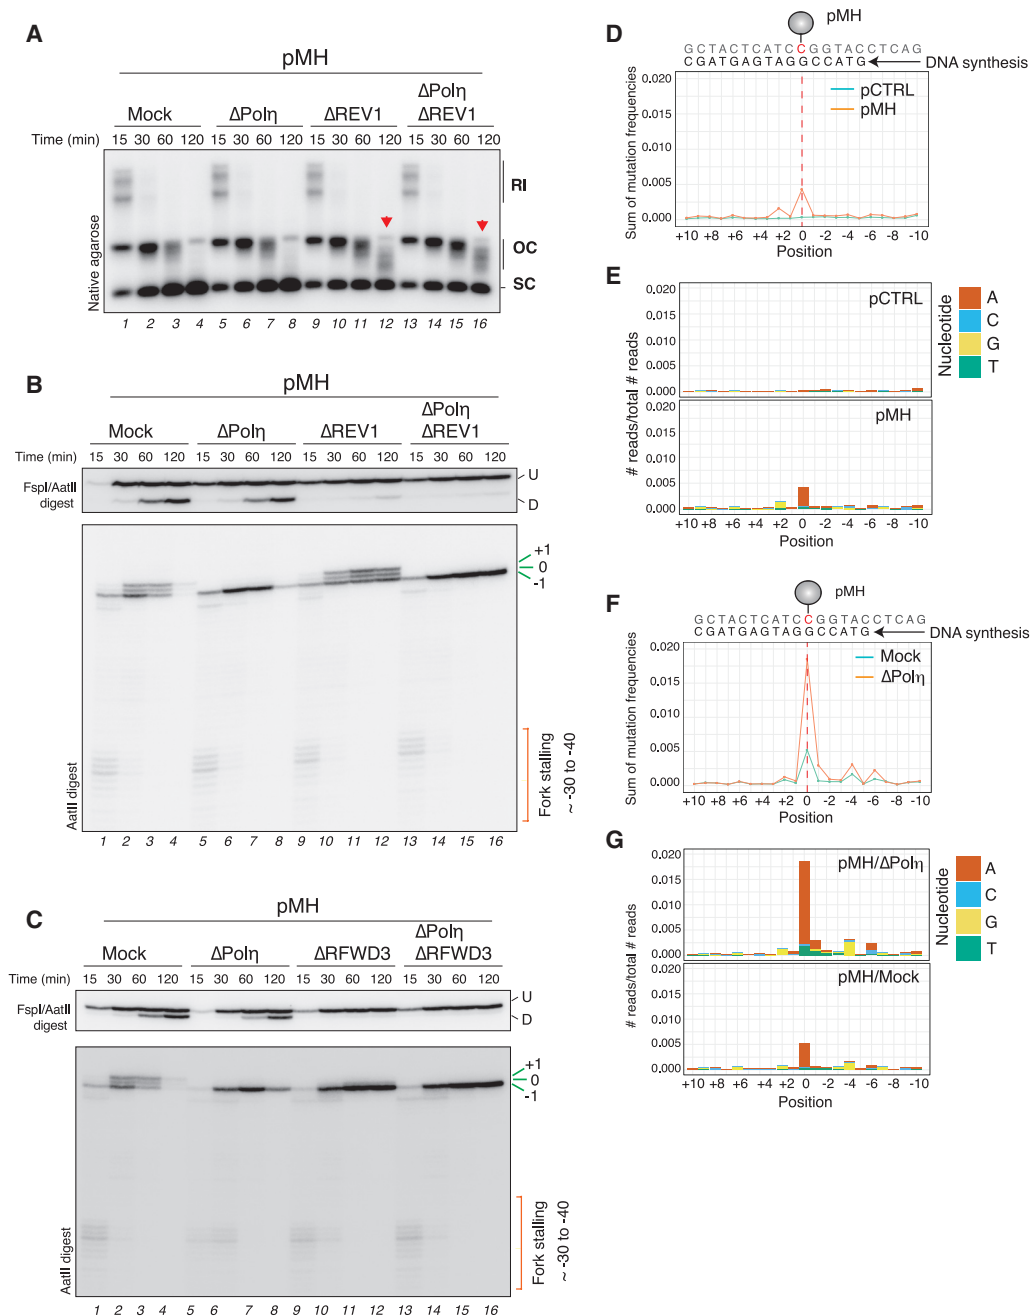 A
pMH
Mock ΔPolη ΔREV1 ΔPolη ΔREV1
Time (min) 15 30 60 120 15 30 60 120 15 30 60 120 15 30 60 120
Native agarose
RI
OC
SC
1 2 3 4 5 6 7 8 9 10 11 12 13 14 15 16
B
pMH
Mock ΔPolη ΔREV1 ΔPolη ΔREV1
Time (min) 15 30 60 120 15 30 60 120 15 30 60 120 15 30 60 120
FspI/AatII digest
U
D
+1
0
-1
AatII digest
Fork stalling
~ -30 to -40
1 2 3 4 5 6 7 8 9 10 11 12 13 14 15 16
C
pMH
Mock ΔPolη ΔRFWD3 ΔPolη ΔRFWD3
Time (min) 15 30 60 120 15 30 60 120 15 30 60 120 15 30 60 120
FspI/AatII digest
U
D
+1
0
-1
AatII digest
Fork stalling
~ -30 to -40
1 2 3 4 5 6 7 8 9 10 11 12 13 14 15 16
D
pMH
GCTACTCATCCGGTACCTCAG
CGATGAGTAGGCCATG DNA synthesis
Sum of mutation frequencies
0.020
0.015
0.010
0.005
0.000
pCTRL
pMH
+10 +8 +6 +4 +2 0 -2 -4 -6 -8 -10
Position
E
# reads/total # reads
0.020
0.015
0.010
0.005
0.000
pCTRL
0.020
0.015
0.010
0.005
0.000
pMH
+10 +8 +6 +4 +2 0 -2 -4 -6 -8 -10
Position
Nucleotide
A
C
G
T
F
pMH
GCTACTCATCCGGTACCTCAG
CGATGAGTAGGCCATG DNA synthesis
Sum of mutation frequencies
0.020
0.015
0.010
0.005
0.000
Mock
ΔPolη
+10 +8 +6 +4 +2 0 -2 -4 -6 -8 -10
Position
G
# reads/total # reads
0.020
0.015
0.010
0.005
0.000
pMH/ΔPolη
0.020
0.015
0.010
0.005
0.000
pMH/Mock
+10 +8 +6 +4 +2 0 -2 -4 -6 -8 -10
Position
Nucleotide
A
C
G
T